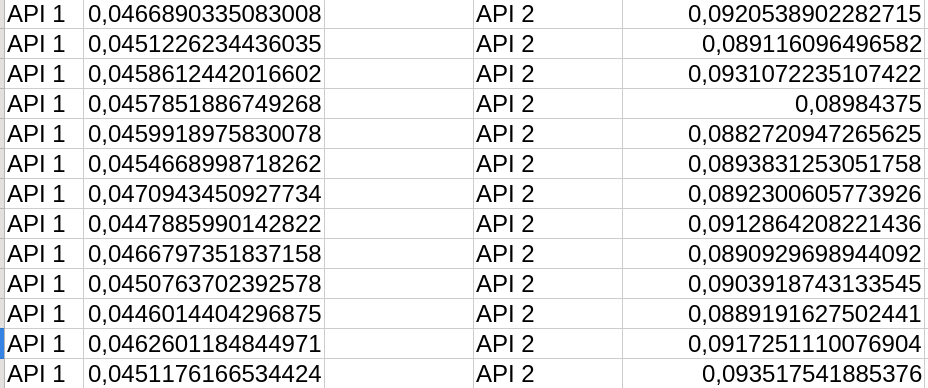 API 1 0,0466890335083008 API 2 0,0920538902282715
API 1 0,0451226234436035 API 2 0,089116096496582
API 1 0,0458612442016602 API 2 0,0931072235107422
API 1 0,0457851886749268 API 2 0,08984375
API 1 0,0459918975830078 API 2 0,0882720947265625
API 1 0,0454668998718262 API 2 0,0893831253051758
API 1 0,0470943450927734 API 2 0,0892300605773926
API 1 0,0447885990142822 API 2 0,0912864208221436
API 1 0,0466797351837158 API 2 0,0890929698944092
API 1 0,0450763702392578 API 2 0,0903918743133545
API 1 0,0446014404296875 API 2 0,0889191627502441
API 1 0,0462601184844971 API 2 0,0917251110076904
API 1 0,0451176166534424 API 2 0,093517541885376